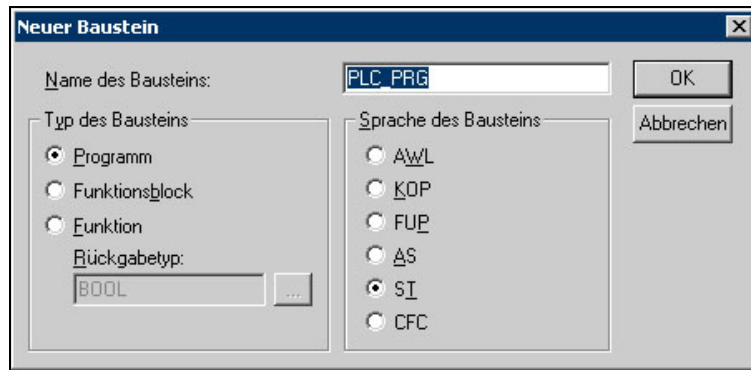 Neuer Baustein
Name des Bausteins:
PLC_PRG
OK
Abbrechen
Typ des Bausteins
Programm
Funktionsblock
Funktion
Rückgabetyp:
BOOL
...
Sprache des Bausteins
AWL
KOP
FUP
AS
ST
CFC